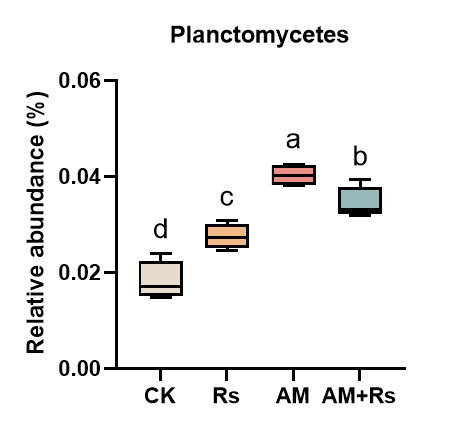 Planctomycetes
Relative abundance (%)
0.06
0.04
0.02
0.00
d
c
a
b
CK
Rs
AM
AM+Rs